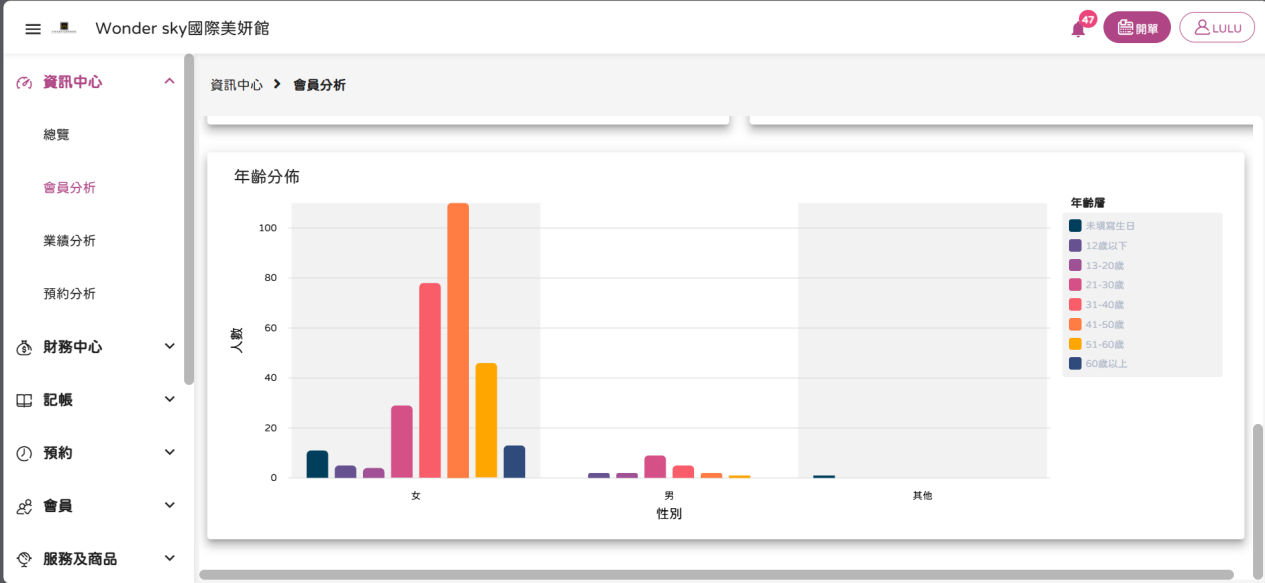 Wonder sky國際美妍館
47
開單
LULU
資訊中心
總覽
會員分析
業績分析
預約分析
財務中心
記帳
預約
會員
服務及商品
資訊中心 > 會員分析
年齡分佈
100
80
60
40
20
0
人數
女
男
其他
性別
年齡層
未填寫生日
12歲以下
13-20歲
21-30歲
31-40歲
41-50歲
51-60歲
60歲以上